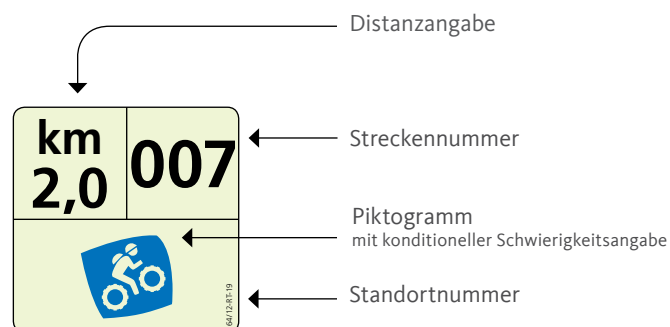 Distanzangabe
km
2,0
007
Streckennummer
Piktogramm
mit konditioneller Schwierigkeitsangabe
64/12-RT-19
Standortnummer